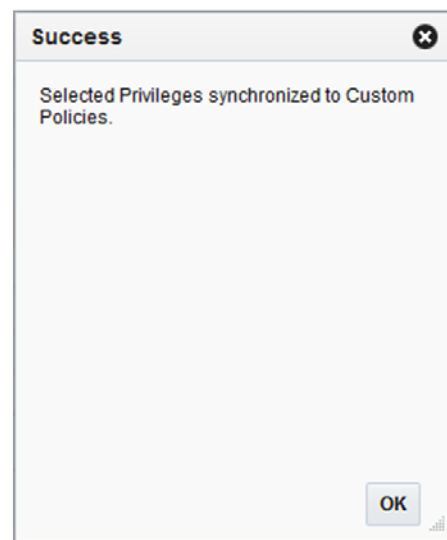 Success
Selected Privileges synchronized to Custom
Policies.
OK